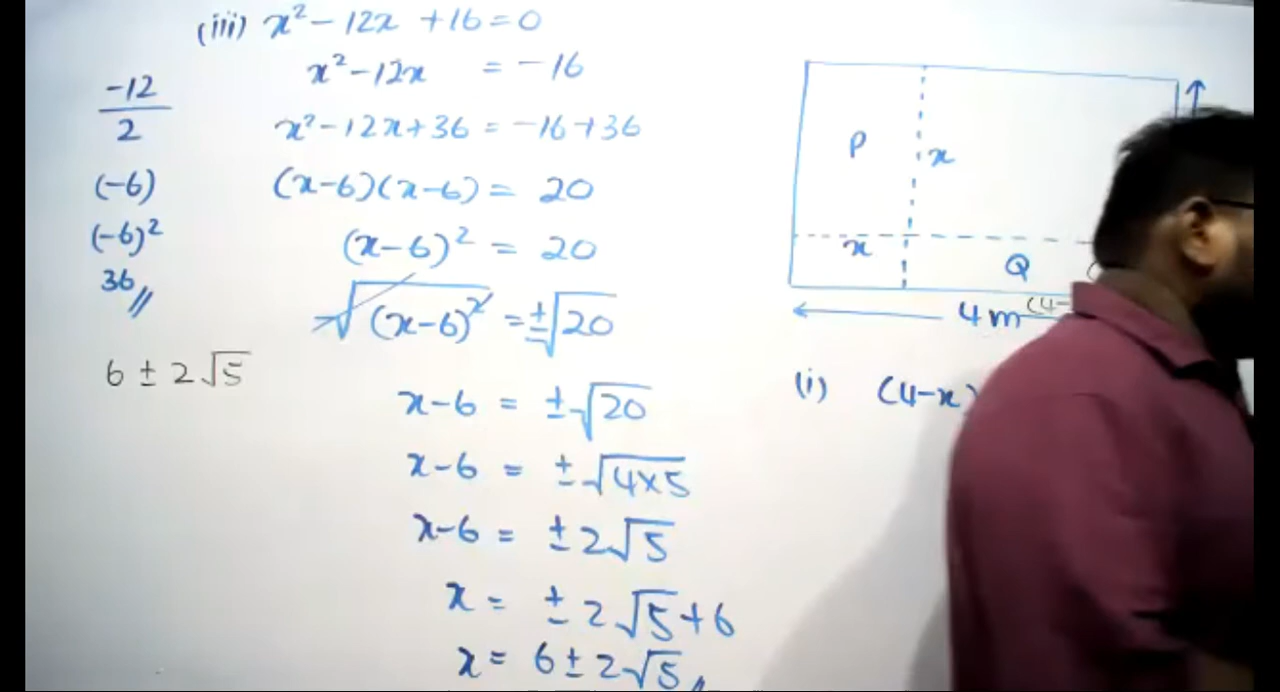 (iii) x² − 12x + 16 = 0
x² − 12x = −16
x² − 12x + 36 = −16 + 36
(x−6)(x−6) = 20
(x−6)² = 20
√(x−6)² = ±√20
x−6 = ±√20
x−6 = ±√4×5
x−6 = ±2√5
x = ±2√5 + 6
x = 6 ± 2√5 //
−12/2
(−6)
(−6)²
36 //
6 ± 2√5
P
x
x
Q
4m
(4−
(i) (4−x)